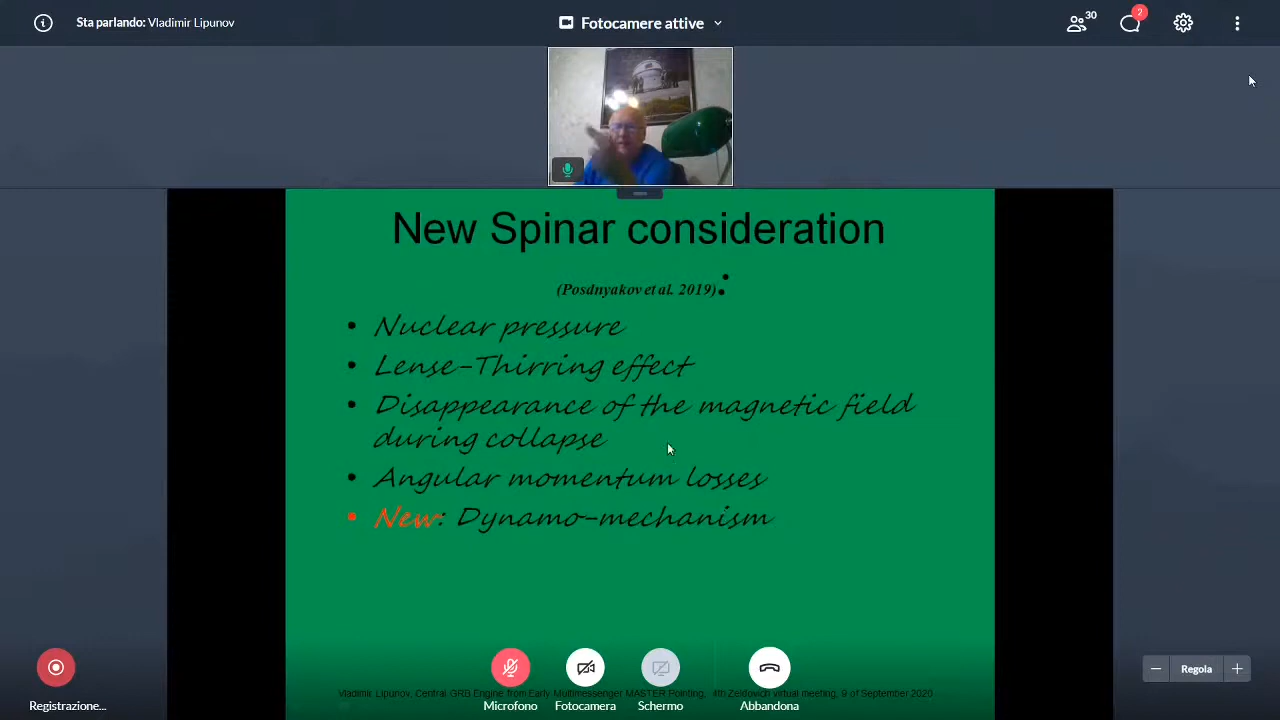 Sta parlando: Vladimir Lipunov
Fotocamere attive
30
2
New Spinar consideration
(Posdnyakov et al. 2019):
• Nuclear pressure
• Lense-Thirring effect
• Disappearance of the magnetic field
during collapse
• Angular momentum losses
• New: Dynamo-mechanism
Vladimir Lipunov, Central GRB Engine from Early Multimessenger MASTER Pointing, 4th Zeldovich virtual meeting, 9 of September 2020
Registrazione...
Microfono
Fotocamera
Schermo
Abbandona
Regola